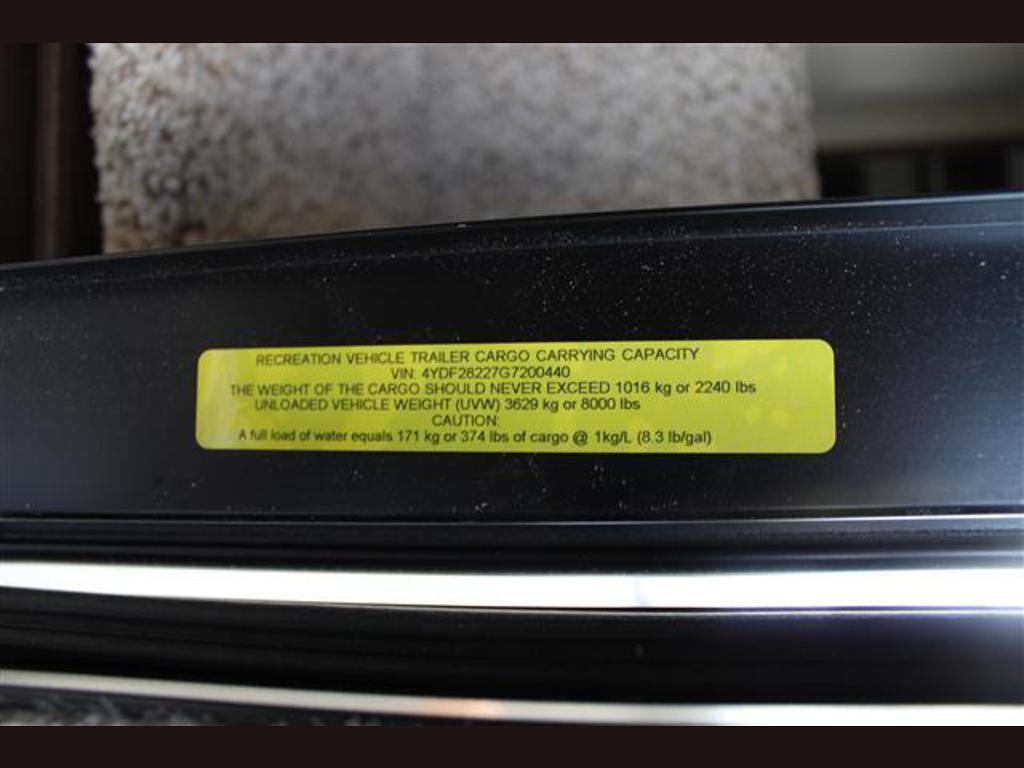 RECREATION VEHICLE TRAILER CARGO CARRYING CAPACITY
VIN: 4YDF28227G7200440
THE WEIGHT OF THE CARGO SHOULD NEVER EXCEED 1016 kg or 2240 lbs
UNLOADED VEHICLE WEIGHT (UVW) 3629 kg or 8000 lbs
CAUTION:
A full load of water equals 171 kg or 374 lbs of cargo @ 1kg/L (8.3 lb/gal)